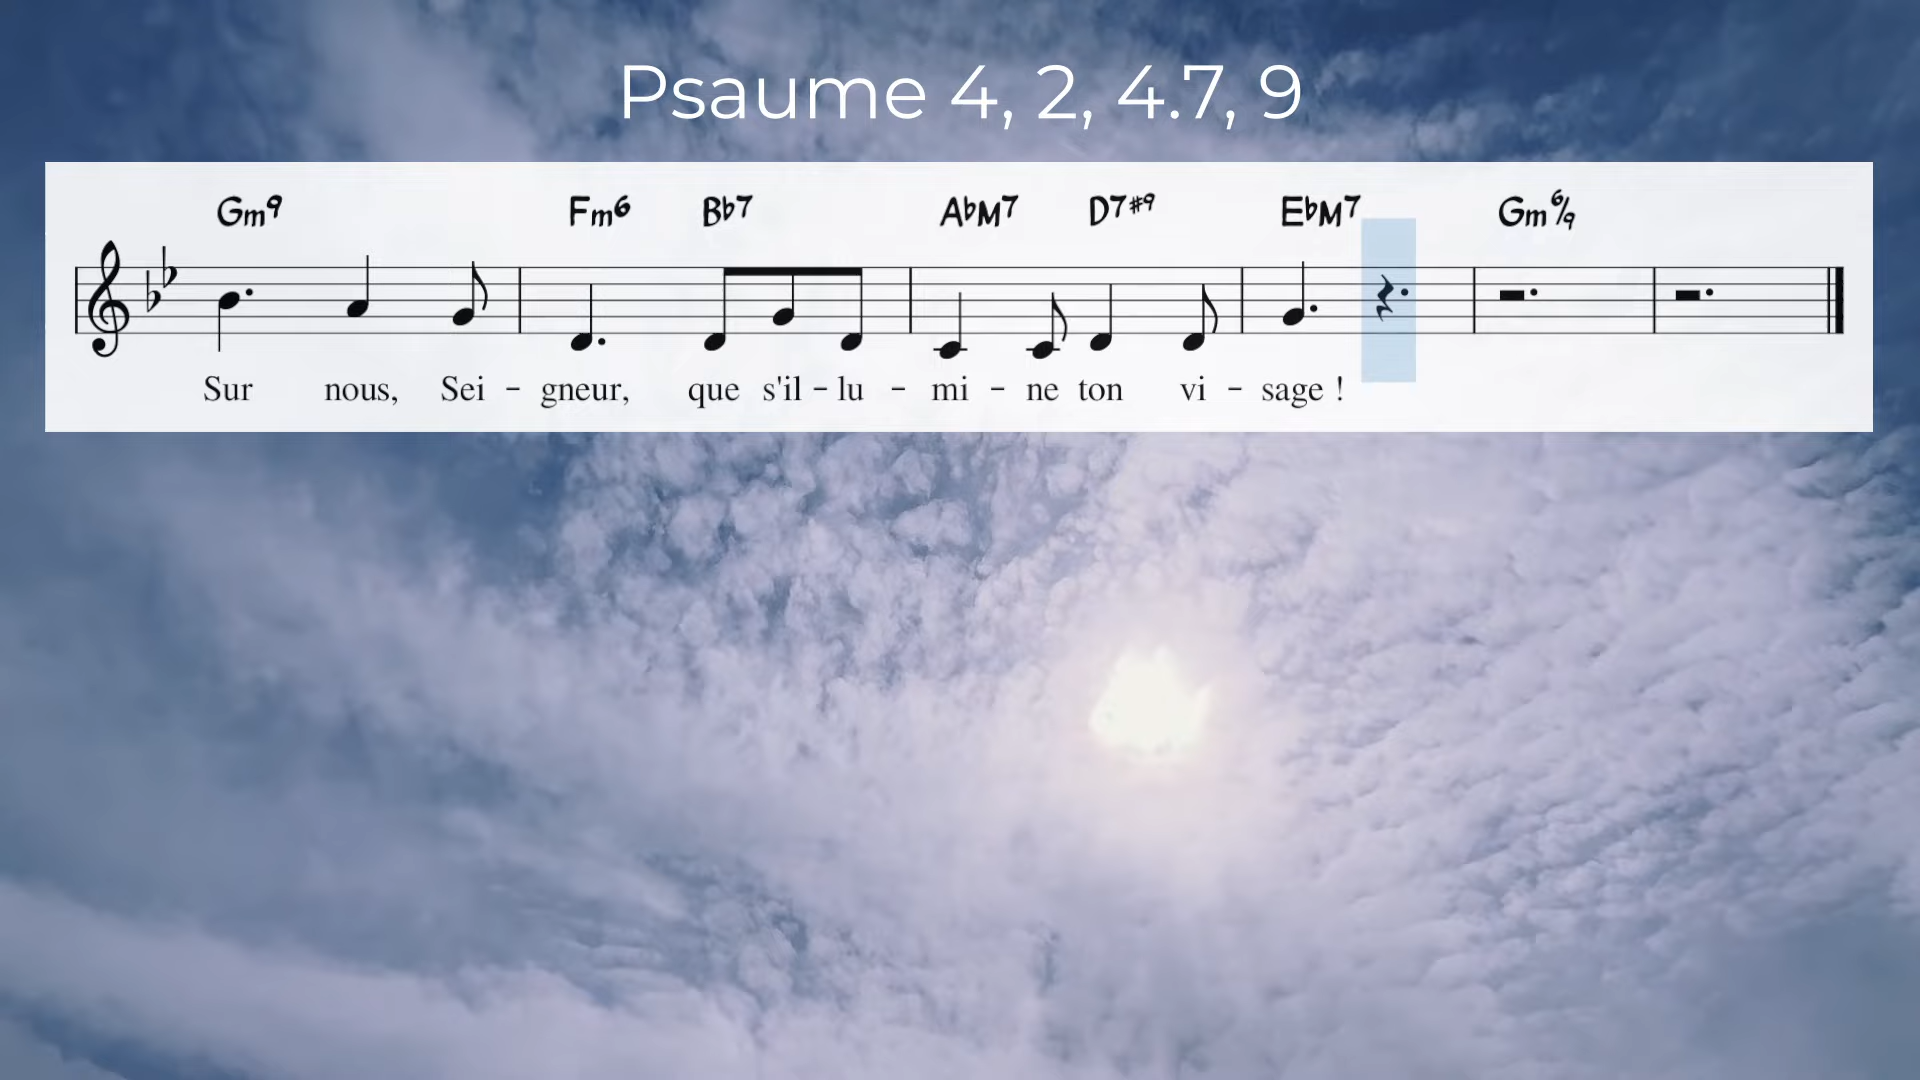 Psaume 4, 2, 4.7, 9
Gm9 Fm6 Bb7 AbM7 D7#9 EbM7 Gm6/9
Sur nous, Sei - gneur, que s'il - lu - mi - ne ton vi - sage !